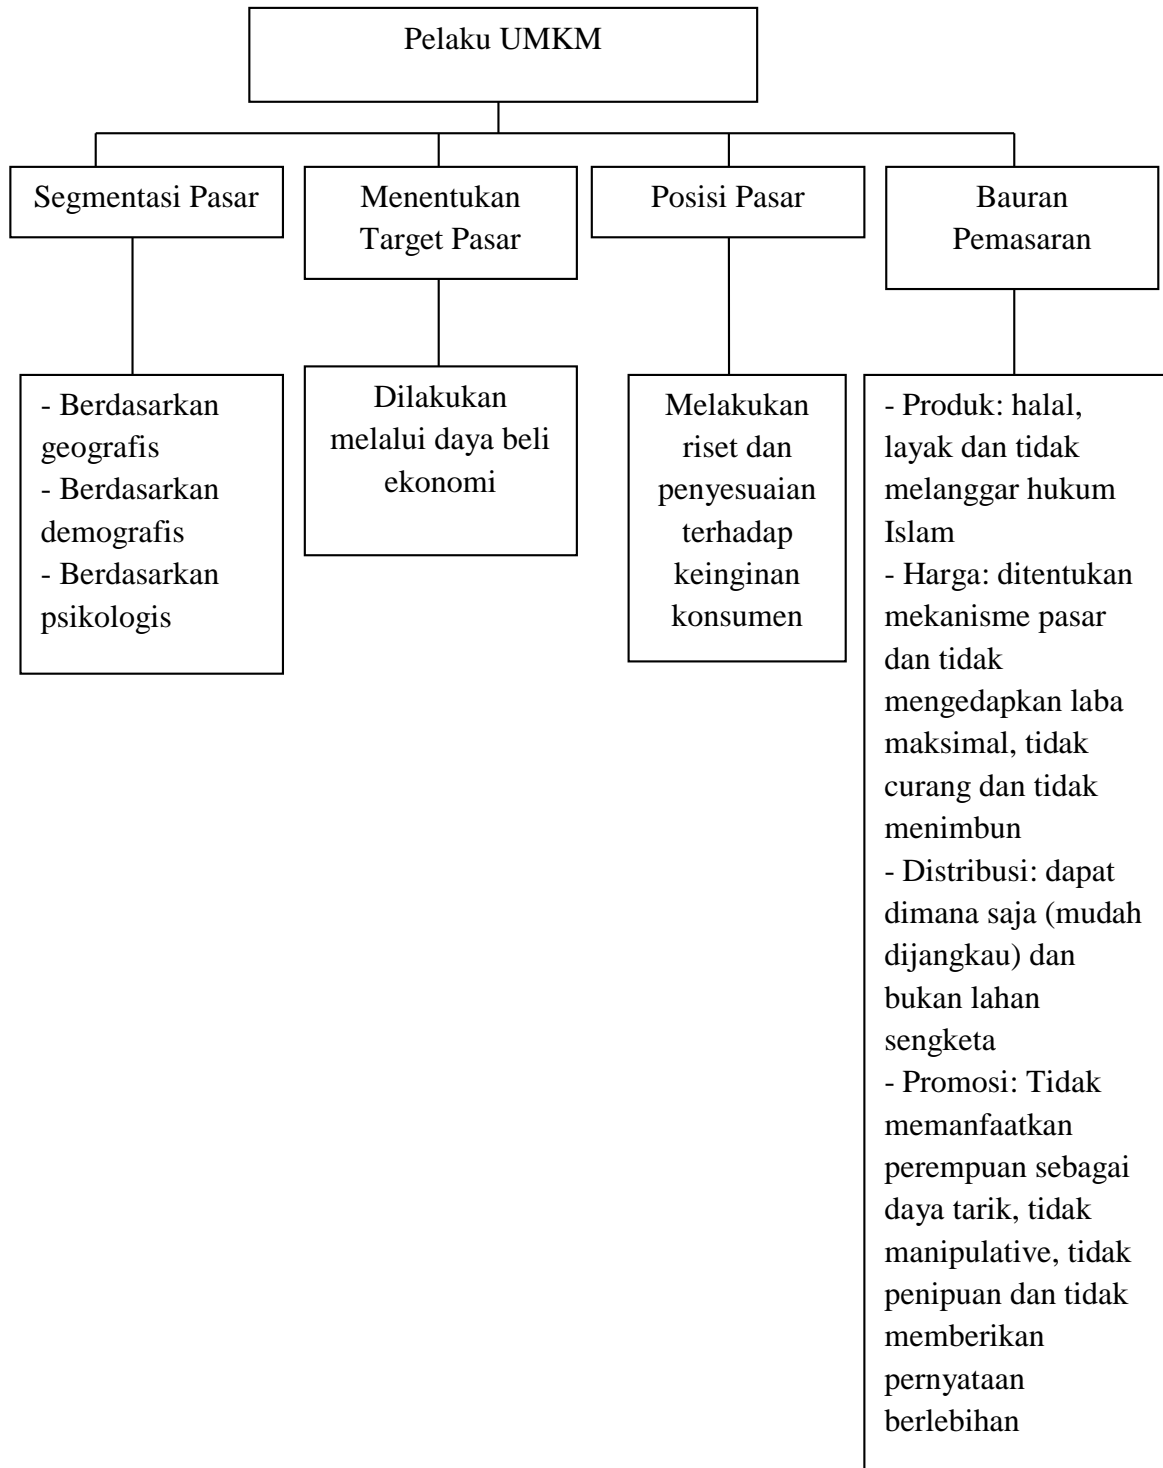 Pelaku UMKM
Segmentasi Pasar
Menentukan
Target Pasar
Posisi Pasar
Bauran
Pemasaran
- Berdasarkan
geografis
- Berdasarkan
demografis
- Berdasarkan
psikologis
Dilakukan
melalui daya beli
ekonomi
Melakukan
riset dan
penyesuaian
terhadap
keinginan
konsumen
- Produk: halal,
layak dan tidak
melanggar hukum
Islam
- Harga: ditentukan
mekanisme pasar
dan tidak
mengedapkan laba
maksimal, tidak
curang dan tidak
menimbun
- Distribusi: dapat
dimana saja (mudah
dijangkau) dan
bukan lahan
sengketa
- Promosi: Tidak
memanfaatkan
perempuan sebagai
daya tarik, tidak
manipulative, tidak
penipuan dan tidak
memberikan
pernyataan
berlebihan